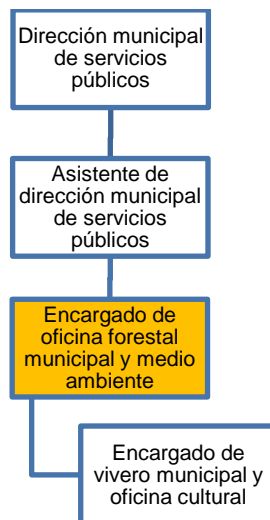 Dirección municipal
de servicios
públicos
Asistente de
dirección municipal
de servicios
públicos
Encargado de
oficina forestal
municipal y medio
ambiente
Encargado de
vivero municipal y
oficina cultural